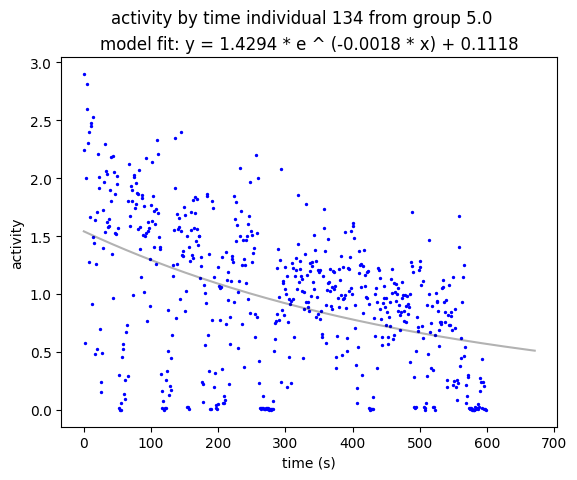 activity by time individual 134 from group 5.0
model fit: y = 1.4294 * e ^ (-0.0018 * x) + 0.1118
3.0
2.5
2.0
1.5
1.0
0.5
0.0
activity
0 100 200 300 400 500 600 700
time (s)